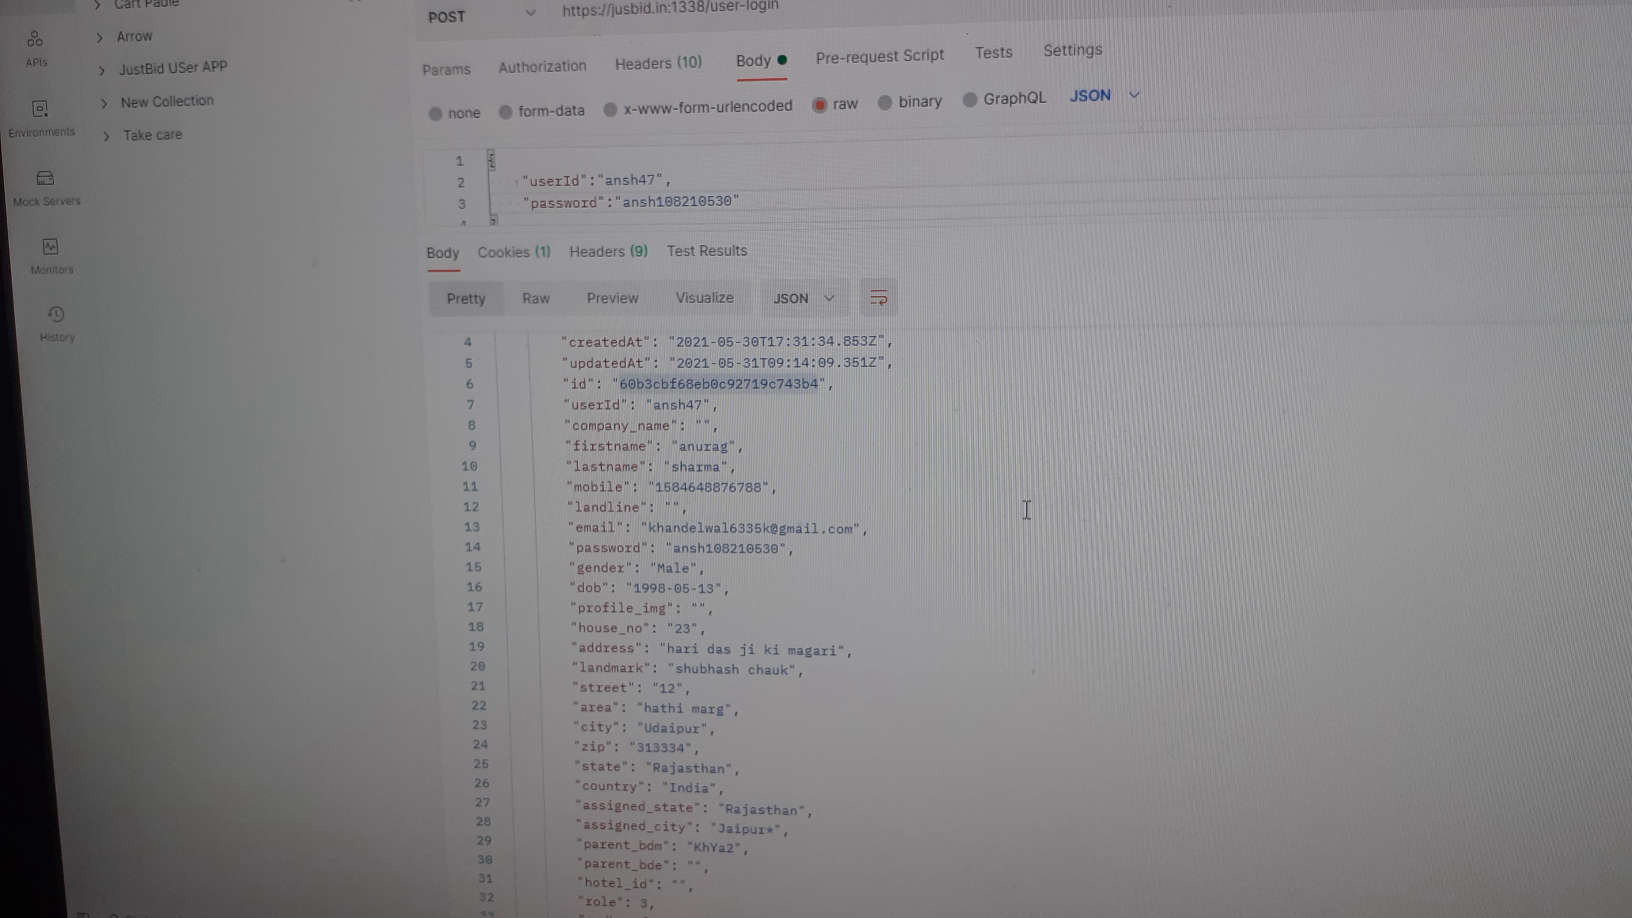 POST https://jusbid.in:1338/user-login
Params Authorization Headers (10) Body Pre-request Script Tests Settings
none form-data x-www-form-urlencoded raw binary GraphQL JSON
1
2 "userId":"ansh47",
3 "password":"ansh108210530"
Body Cookies (1) Headers (9) Test Results
Pretty Raw Preview Visualize JSON
4 "createdAt": "2021-05-30T17:31:34.853Z",
5 "updatedAt": "2021-05-31T09:14:09.351Z",
6 "id": "60b3cbf68eb0c92719c743b4",
7 "userId": "ansh47",
8 "company_name": "",
9 "firstname": "anurag",
10 "lastname": "sharma",
11 "mobile": "1584648876788",
12 "landline": "",
13 "email": "khandelwal6335k@gmail.com",
14 "password": "ansh108210530",
15 "gender": "Male",
16 "dob": "1998-05-13",
17 "profile_img": "",
18 "house_no": "23",
19 "address": "hari das ji ki magari",
20 "landmark": "shubhash chauk",
21 "street": "12",
22 "area": "hathi marg",
23 "city": "Udaipur",
24 "zip": "313334",
25 "state": "Rajasthan",
26 "country": "India",
27 "assigned_state": "Rajasthan",
28 "assigned_city": "Jaipur*",
29 "parent_bdm": "KhYa2",
30 "parent_bde": "",
31 "hotel_id": "",
32 "role": 3,
Arrow
JustBid USer APP
New Collection
Take care
APIs
Environments
Mock Servers
Monitors
History